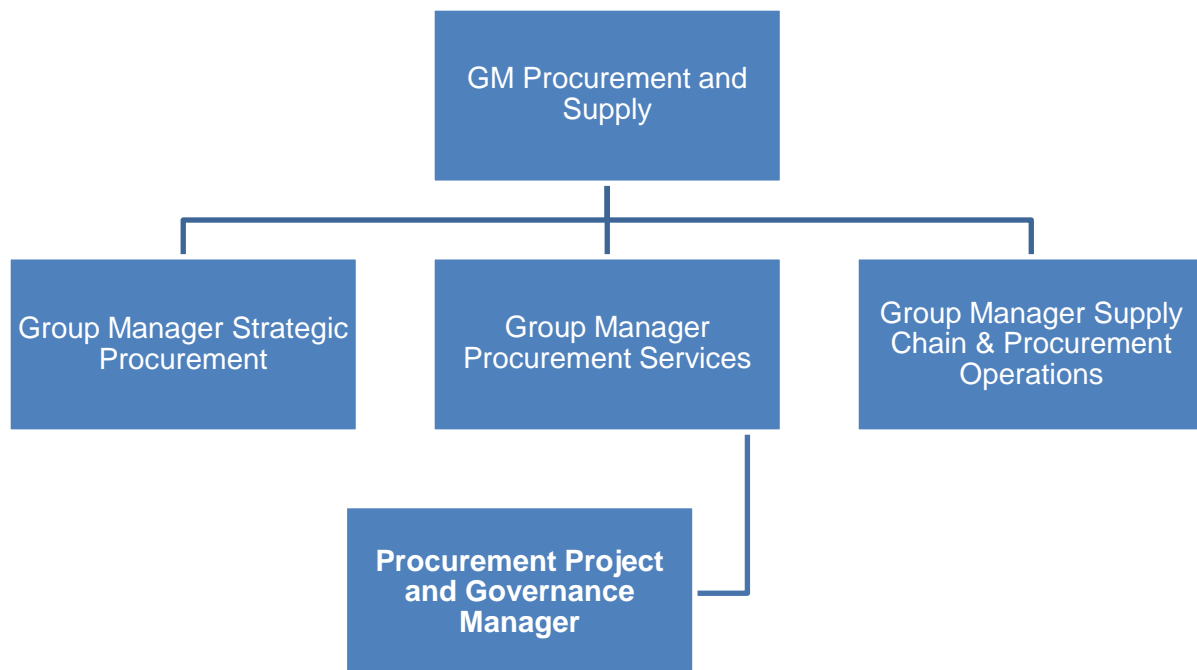 GM Procurement and
Supply
Group Manager Strategic
Procurement
Group Manager
Procurement Services
Group Manager Supply
Chain & Procurement
Operations
Procurement Project
and Governance
Manager